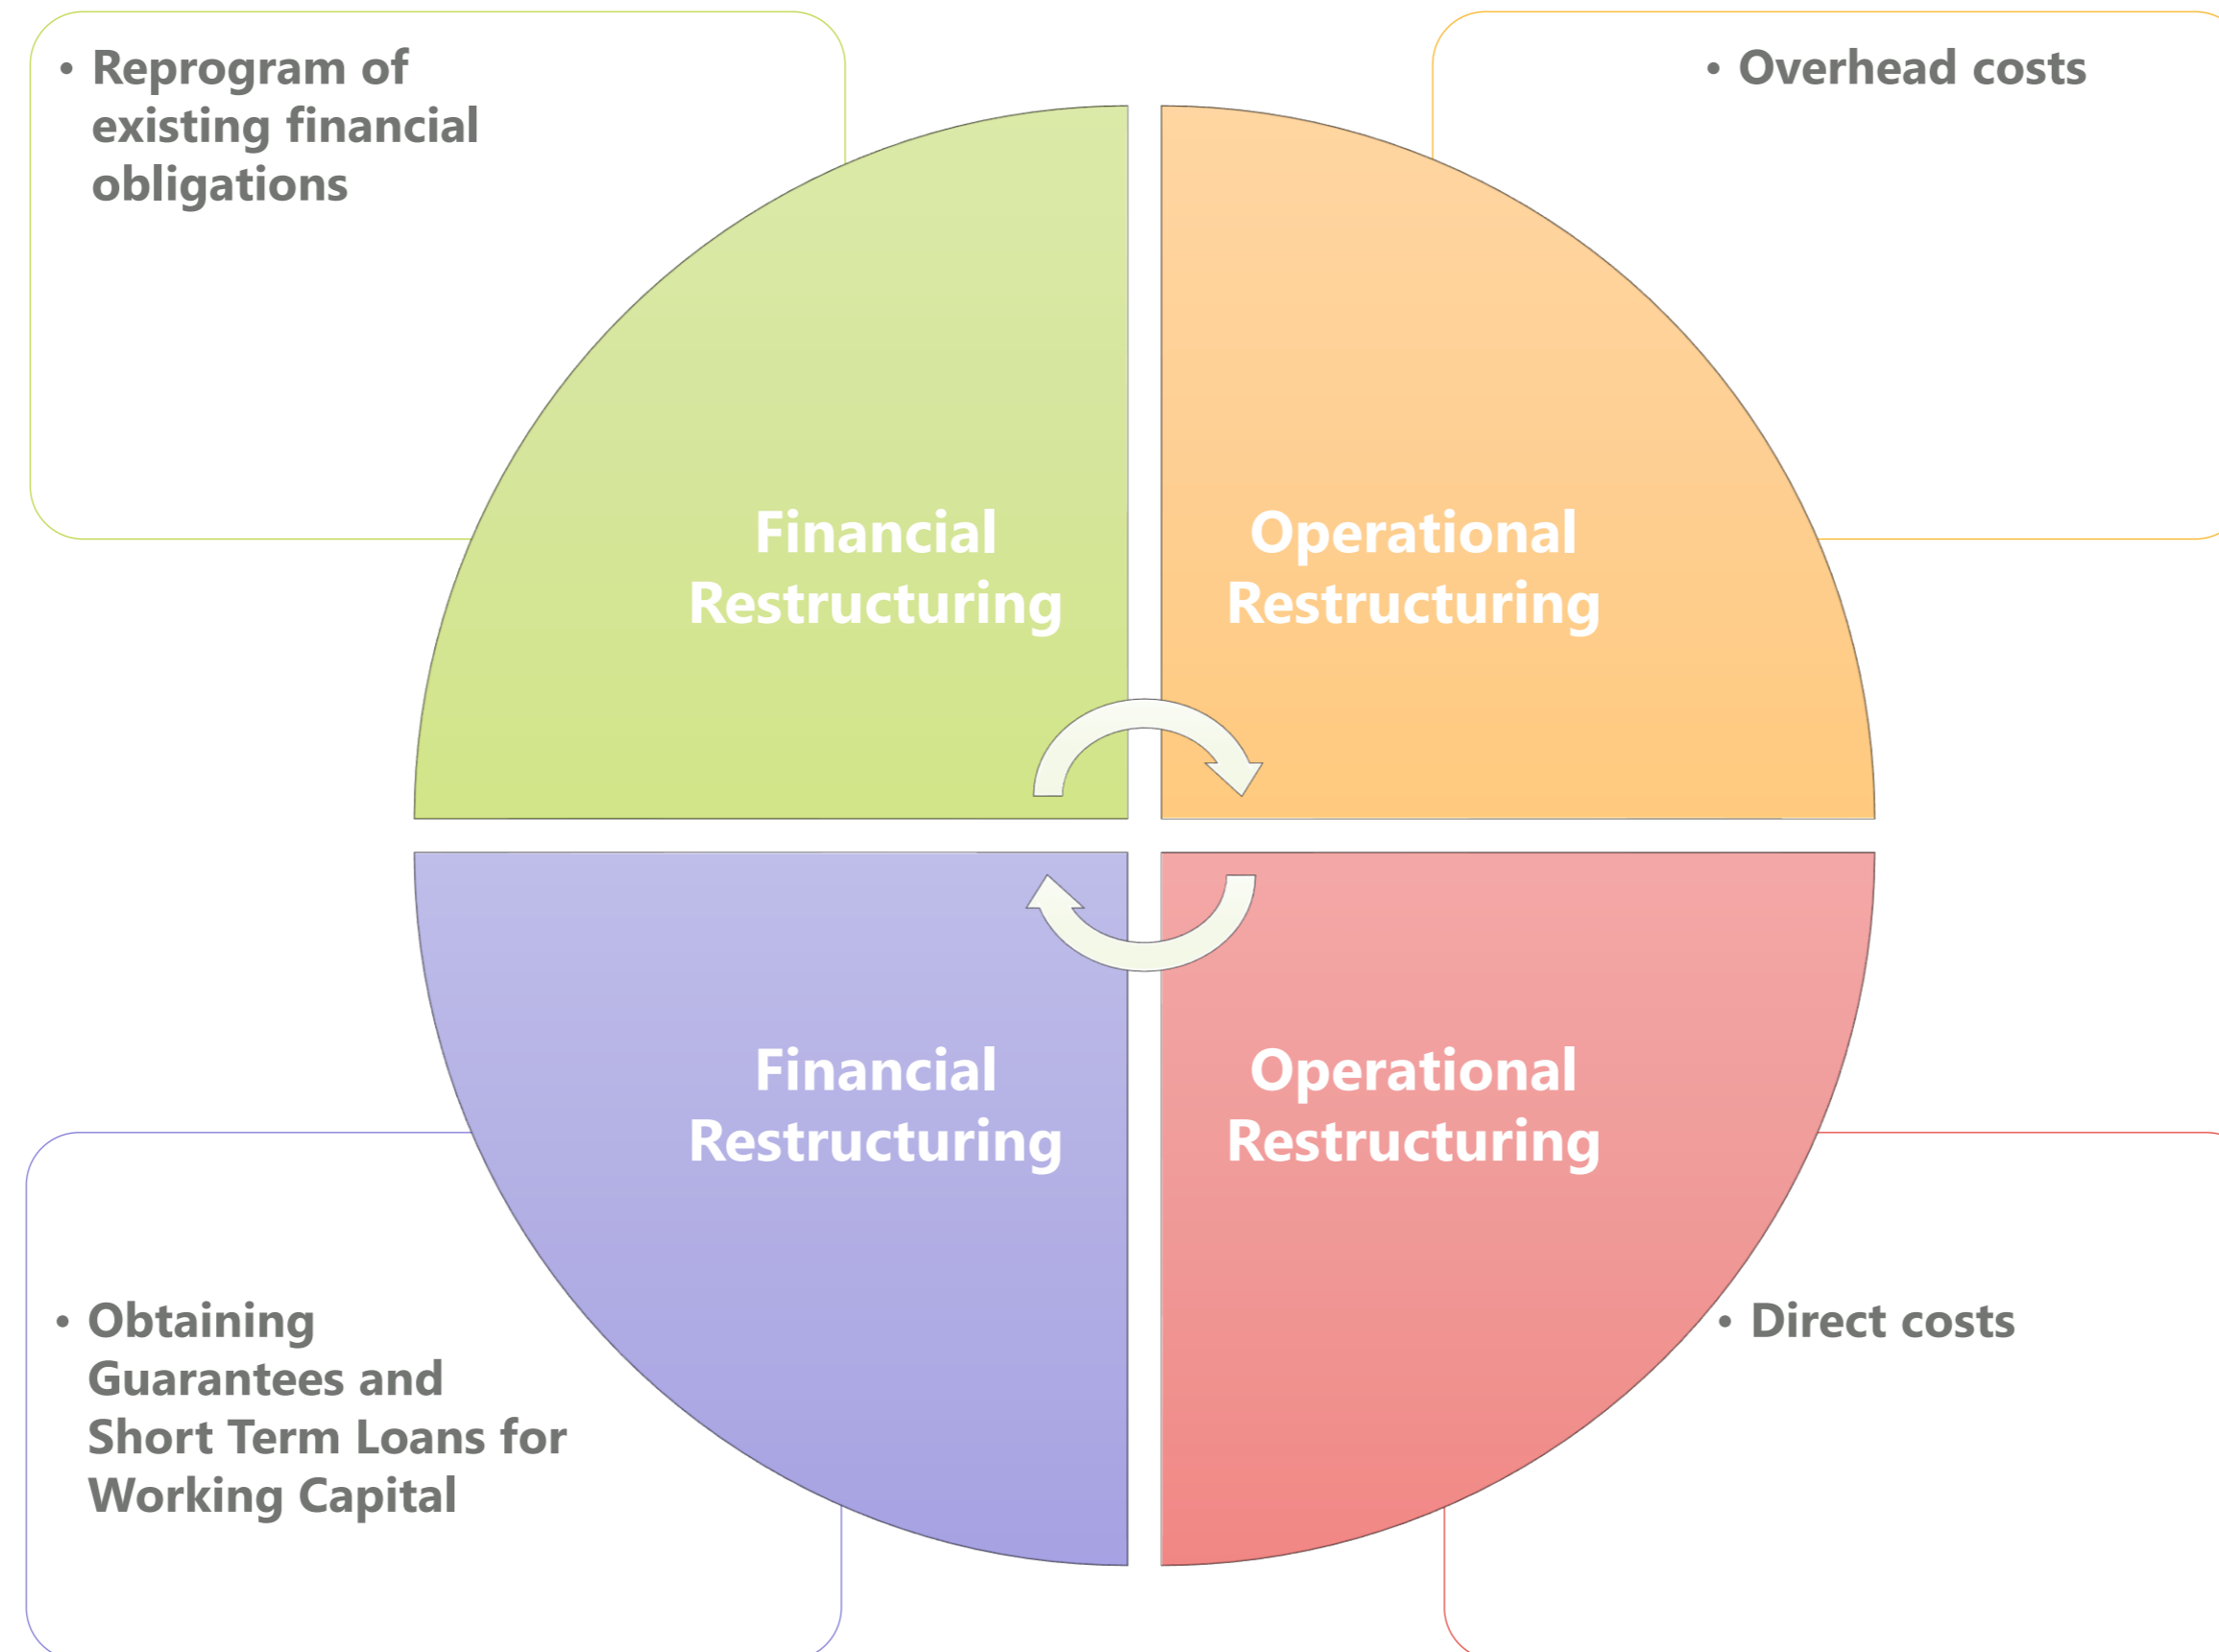 • Reprogram of
existing financial
obligations
• Overhead costs
Financial
Restructuring
Operational
Restructuring
Financial
Restructuring
Operational
Restructuring
• Obtaining
Guarantees and
Short Term Loans for
Working Capital
• Direct costs